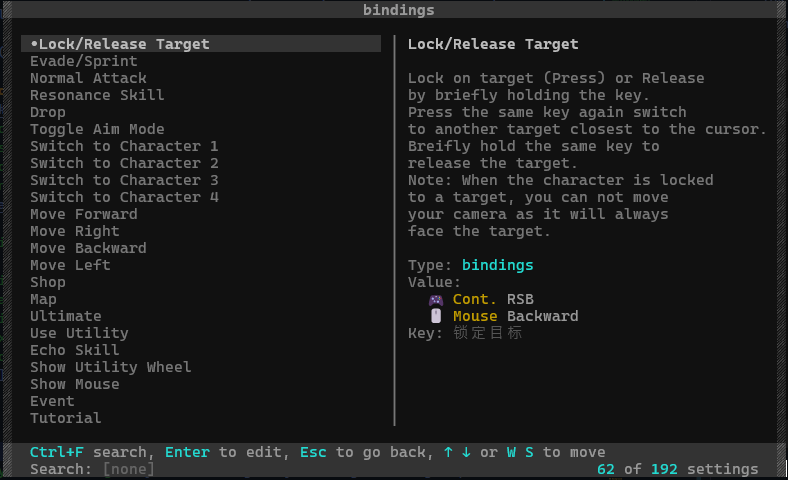 bindings
•Lock/Release Target
Evade/Sprint
Normal Attack
Resonance Skill
Drop
Toggle Aim Mode
Switch to Character 1
Switch to Character 2
Switch to Character 3
Switch to Character 4
Move Forward
Move Right
Move Backward
Move Left
Shop
Map
Ultimate
Use Utility
Echo Skill
Show Utility Wheel
Show Mouse
Event
Tutorial
Lock/Release Target
Lock on target (Press) or Release
by briefly holding the key.
Press the same key again switch
to another target closest to the cursor.
Breifly hold the same key to
release the target.
Note: When the character is locked
to a target, you can not move
your camera as it will always
face the target.
Type: bindings
Value:
Cont. RSB
Mouse Backward
Key: 锁定目标
Ctrl+F search, Enter to edit, Esc to go back, ↑ ↓ or W S to move
Search: [none]
62 of 192 settings